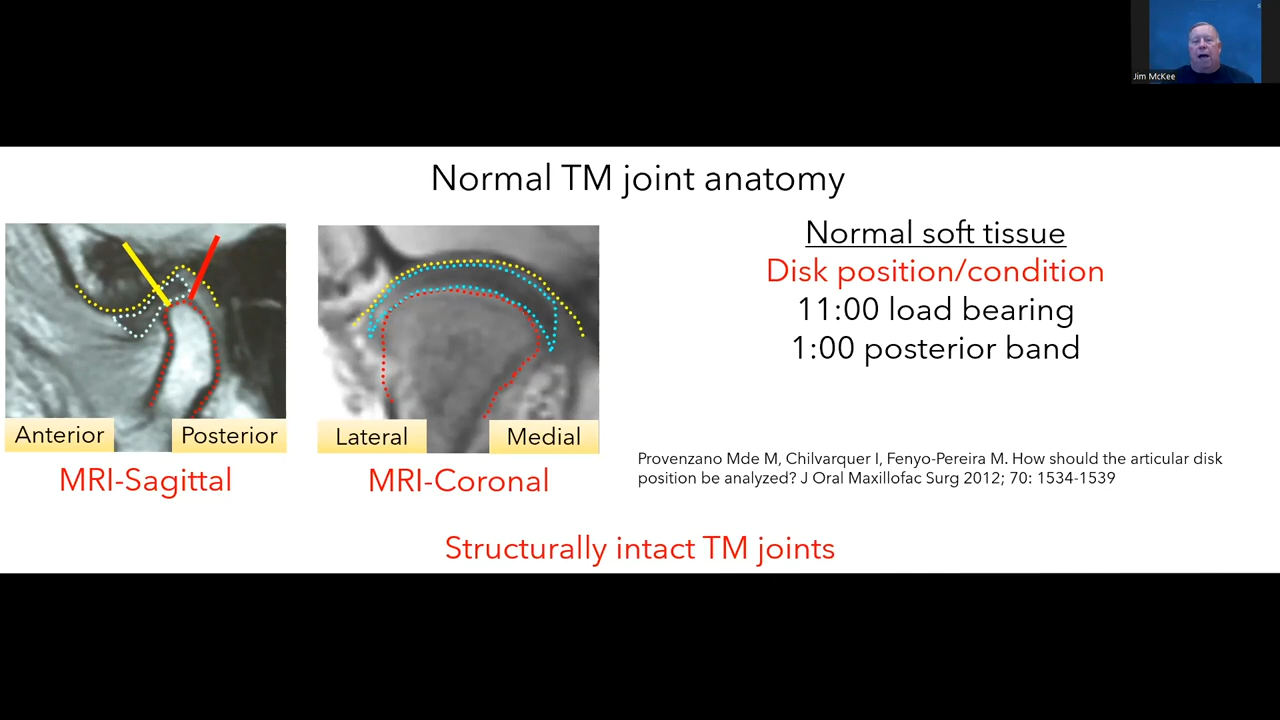 Jim McKee
Normal TM joint anatomy
Anterior
Posterior
MRI-Sagittal
Lateral
Medial
MRI-Coronal
Normal soft tissue
Disk position/condition
11:00 load bearing
1:00 posterior band
Provenzano Mde M, Chilvarquer I, Fenyo-Pereira M. How should the articular disk
position be analyzed? J Oral Maxillofac Surg 2012; 70: 1534-1539
Structurally intact TM joints